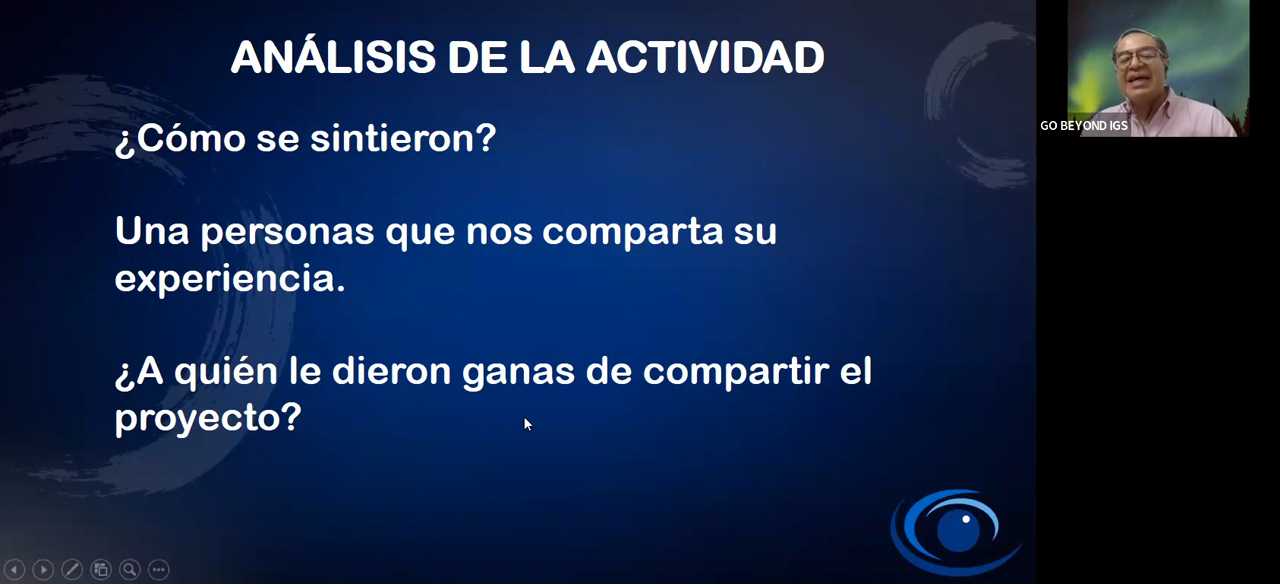 ANÁLISIS DE LA ACTIVIDAD
¿Cómo se sintieron?
Una personas que nos comparta su
experiencia.
¿A quién le dieron ganas de compartir el
proyecto?
GO BEYOND IGS